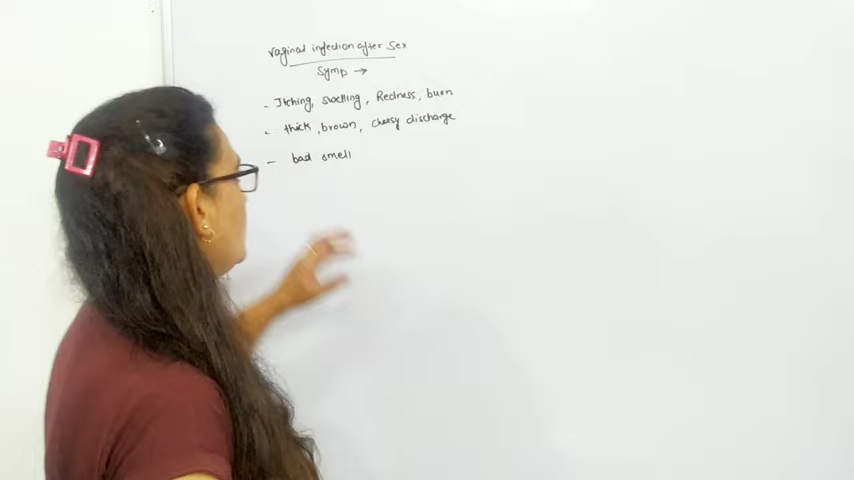 Vaginal infection after Sex
Symp →
- Itching, swelling, Redness, burn
- thick, brown, cheesy discharge
- bad smell